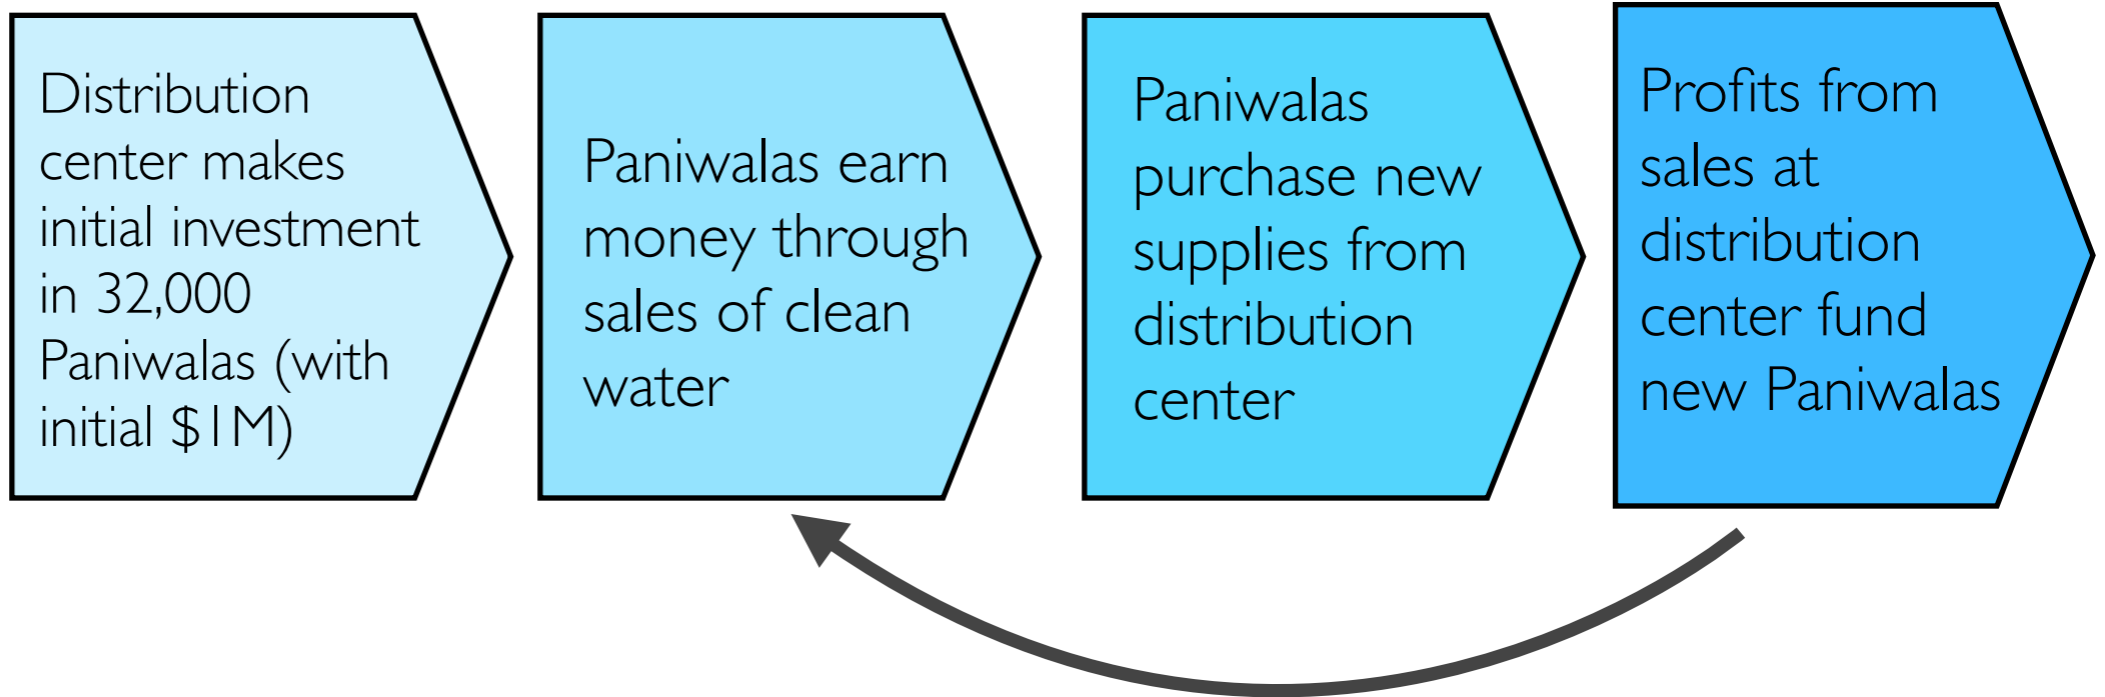 Distribution
center makes
initial investment
in 32,000
Paniwalas (with
initial $1M)
Paniwalas earn
money through
sales of clean
water
Paniwalas
purchase new
supplies from
distribution
center
Profits from
sales at
distribution
center fund
new Paniwalas